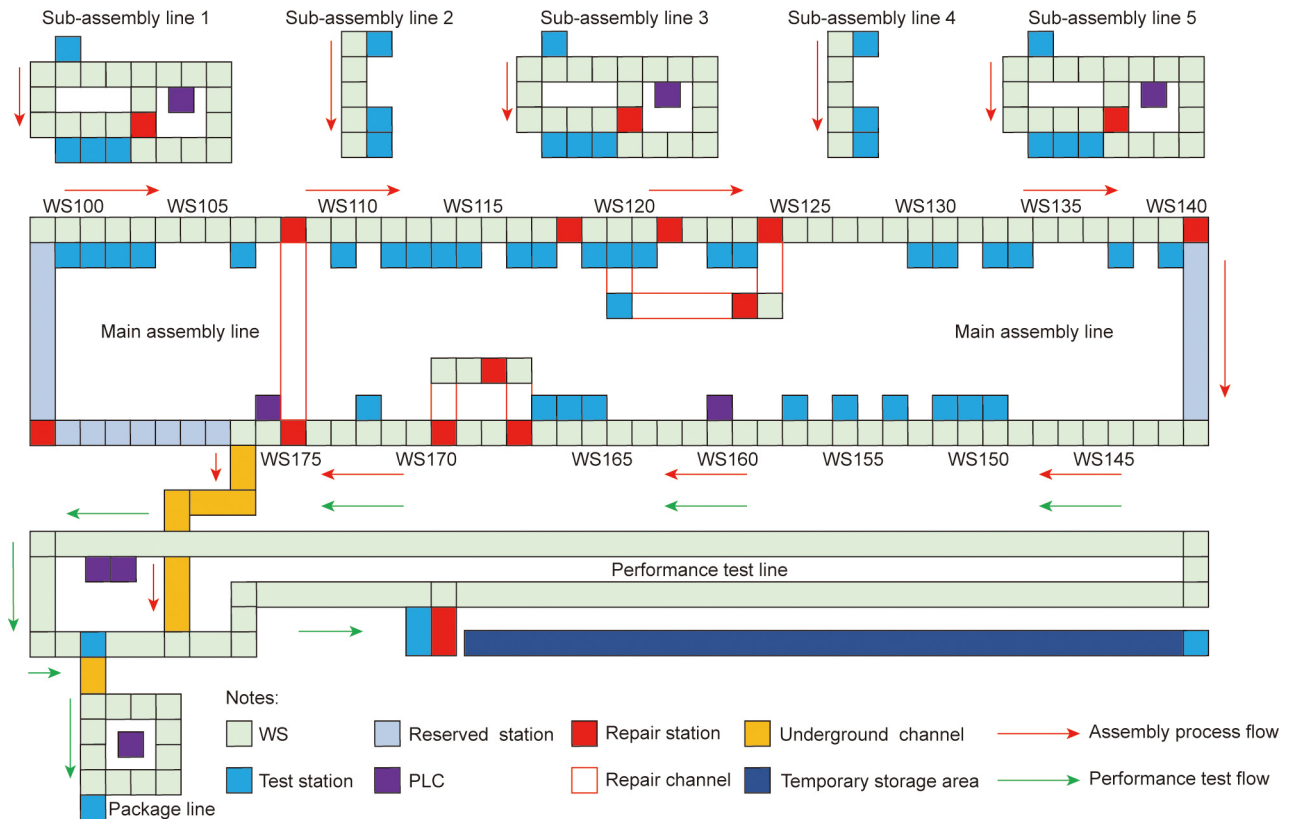 Sub-assembly line 1
Sub-assembly line 2
Sub-assembly line 3
Sub-assembly line 4
Sub-assembly line 5
WS100
WS105
WS110
WS115
WS120
WS125
WS130
WS135
WS140
Main assembly line
Main assembly line
WS175
WS170
WS165
WS160
WS155
WS150
WS145
Performance test line
Notes:
WS
Reserved station
Repair station
Underground channel
Assembly process flow
Test station
PLC
Repair channel
Temporary storage area
Performance test flow
Package line